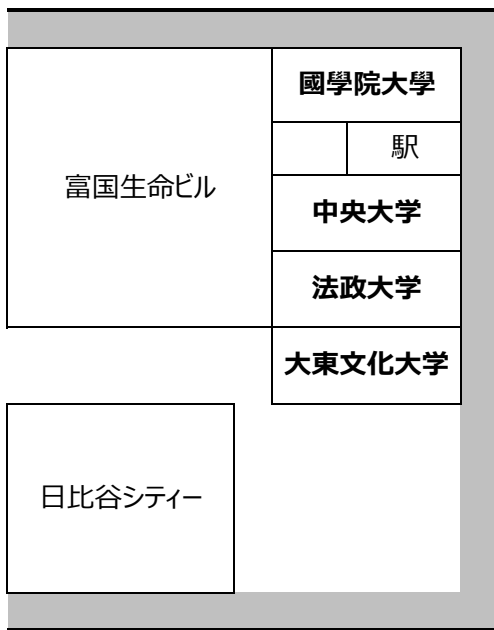 國學院大學
駅
富国生命ビル
中央大学
法政大学
大東文化大学
日比谷シティー